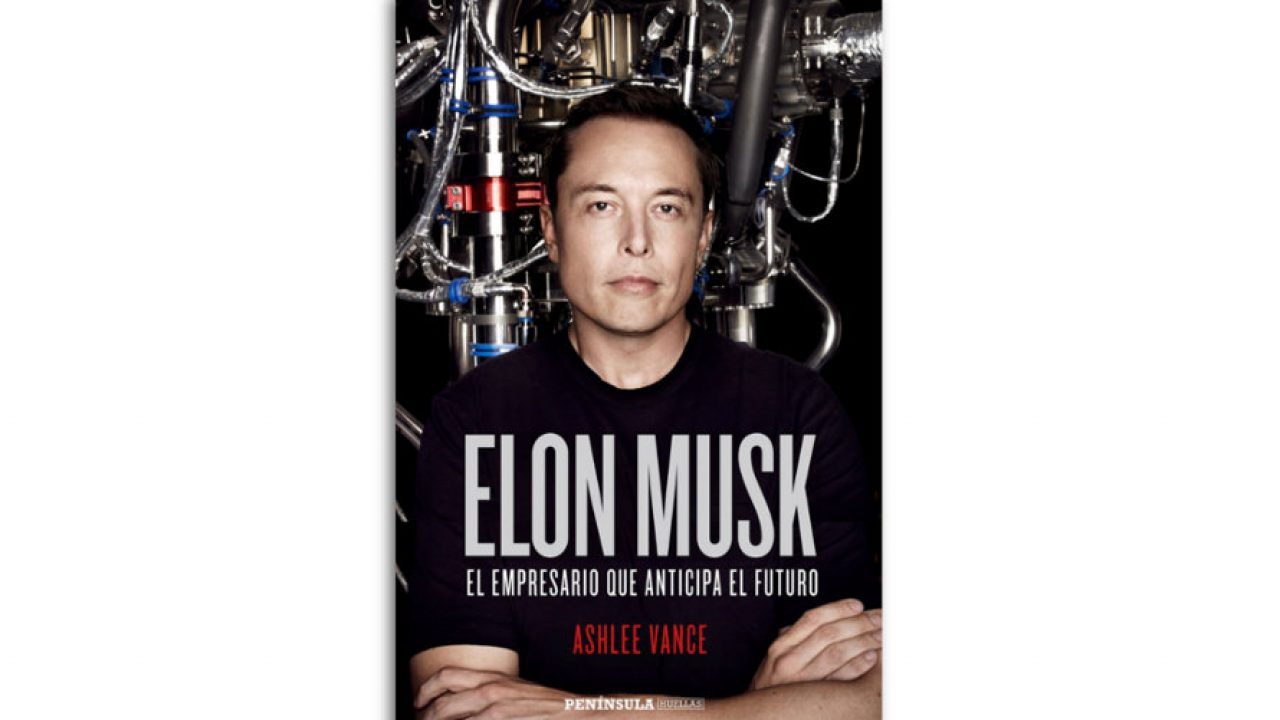 ELON MUSK
EL EMPRESARIO QUE ANTICIPA EL FUTURO
ASHLEE VANCE
PENÍNSULA HUELLAS